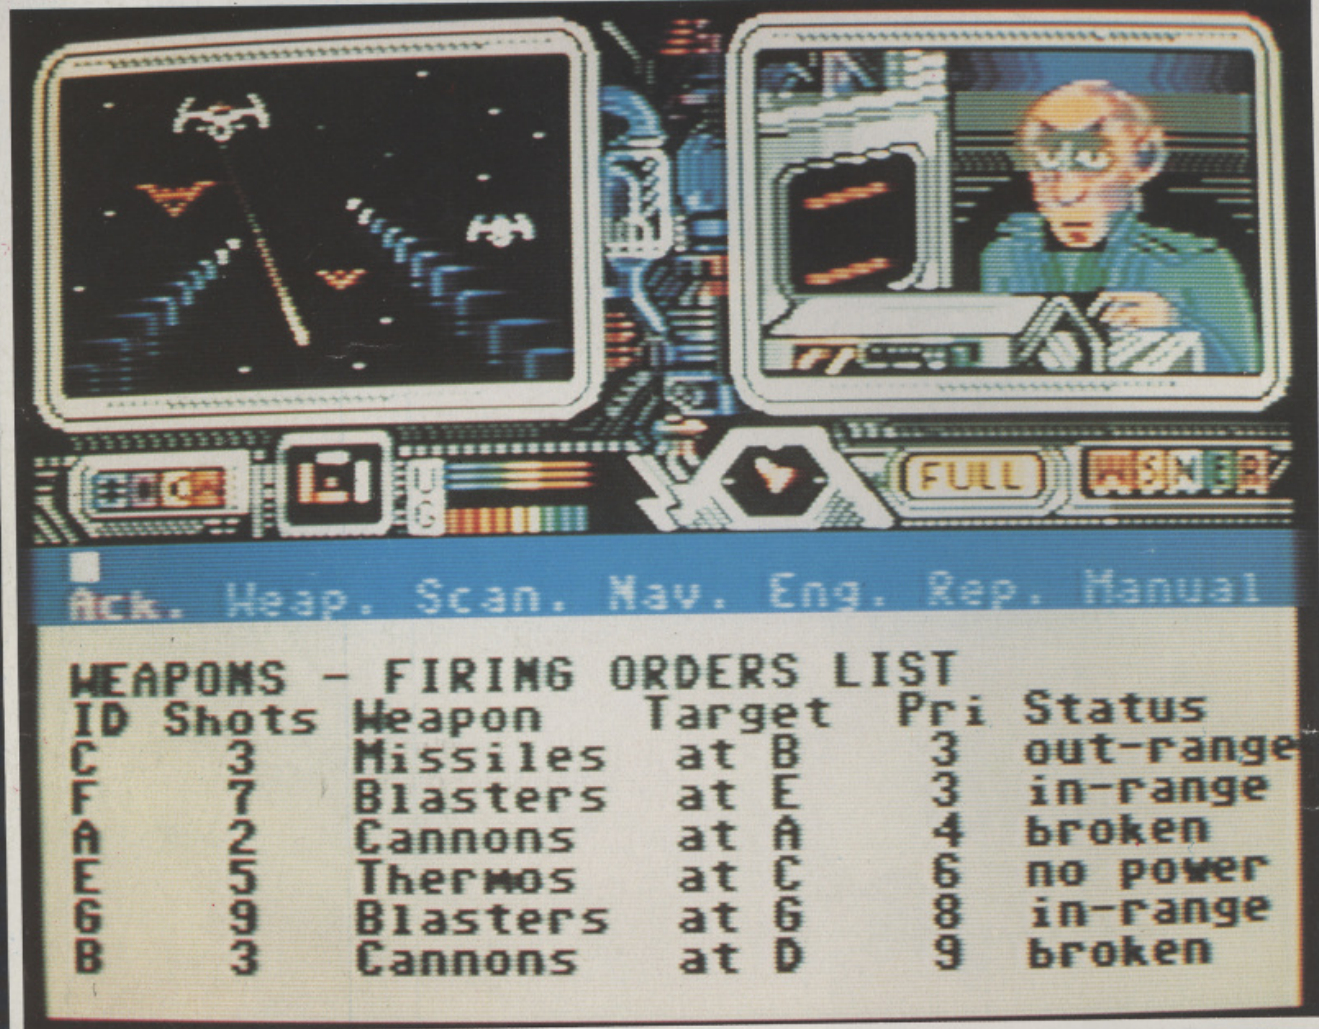 FULL
Ack. Weap. Scan. Nav. Eng. Rep. Manual
WEAPONS - FIRING ORDERS LIST
ID Shots Weapon Target Pri Status
C 3 Missiles at B 3 out-range
F 7 Blasters at E 3 in-range
A 2 Cannons at A 4 broken
E 5 Thermos at C 6 no power
G 9 Blasters at G 8 in-range
B 3 Cannons at D 9 broken